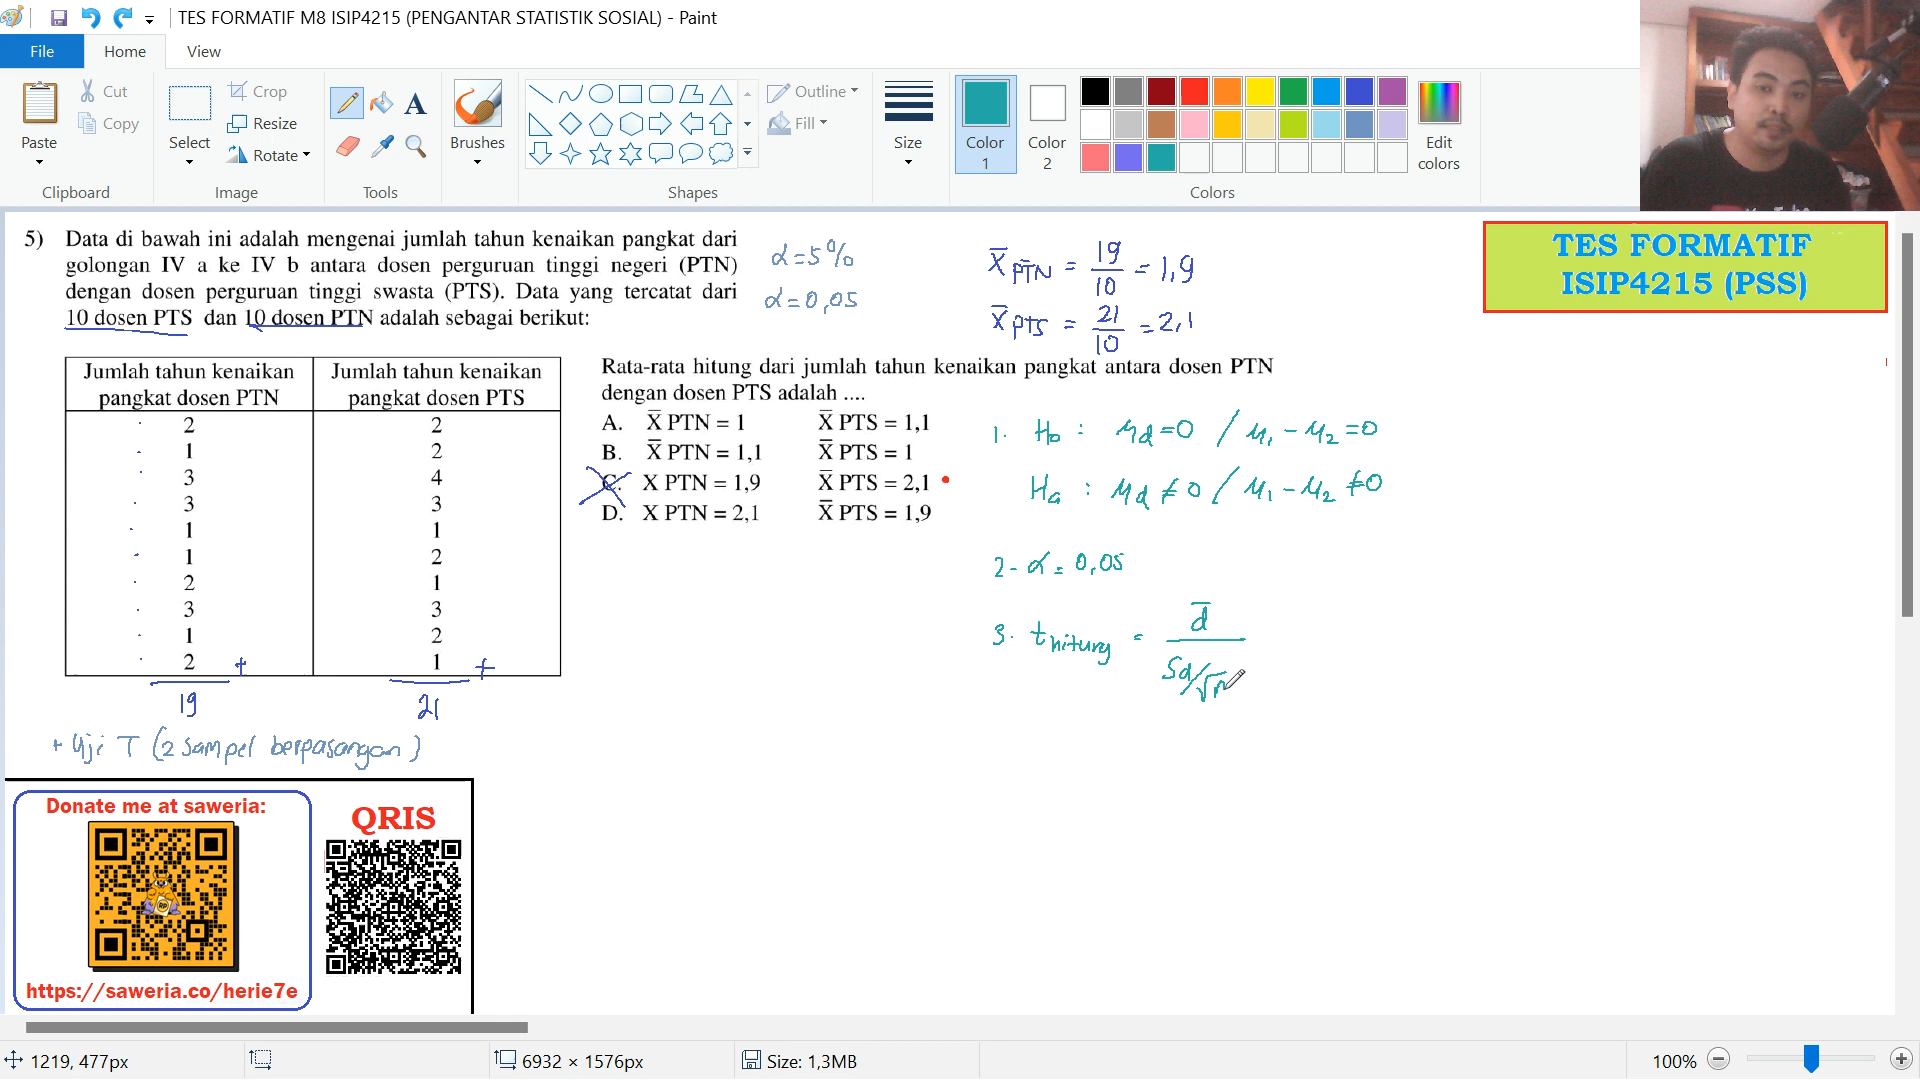 TES FORMATIF M8 ISIP4215 (PENGANTAR STATISTIK SOSIAL) - Paint
File Home View
Paste
Cut
Copy
Clipboard
Select
Crop
Resize
Rotate
Image
Tools
Brushes
Shapes
Outline
Fill
Size
Color 1
Color 2
Colors
Edit colors
TES FORMATIF
ISIP4215 (PSS)
5) Data di bawah ini adalah mengenai jumlah tahun kenaikan pangkat dari
golongan IV a ke IV b antara dosen perguruan tinggi negeri (PTN)
dengan dosen perguruan tinggi swasta (PTS). Data yang tercatat dari
10 dosen PTS dan 10 dosen PTN adalah sebagai berikut:
α=5%
α=0,05
X̅ PTN = 19/10 = 1,9
X̅ PTS = 21/10 = 2,1
Jumlah tahun kenaikan pangkat dosen PTN
Jumlah tahun kenaikan pangkat dosen PTS
2 2
1 2
3 4
3 3
1 1
1 2
2 1
3 3
1 2
2 + 1 +
19 21
+ Uji T (2 sampel berpasangan)
Rata-rata hitung dari jumlah tahun kenaikan pangkat antara dosen PTN
dengan dosen PTS adalah ....
A. X̅ PTN = 1 X̅ PTS = 1,1
B. X̅ PTN = 1,1 X̅ PTS = 1
C. X PTN = 1,9 X̅ PTS = 2,1
D. X PTN = 2,1 X̅ PTS = 1,9
1. Ho : μd=0 / μ₁-μ₂=0
Ha : μd≠0 / μ₁-μ₂≠0
2- α = 0,05
3. t hitung = d̅ / Sd/√n
Donate me at saweria:
QRIS
https://saweria.co/herie7e
1219, 477px
6932 × 1576px
Size: 1,3MB
100%